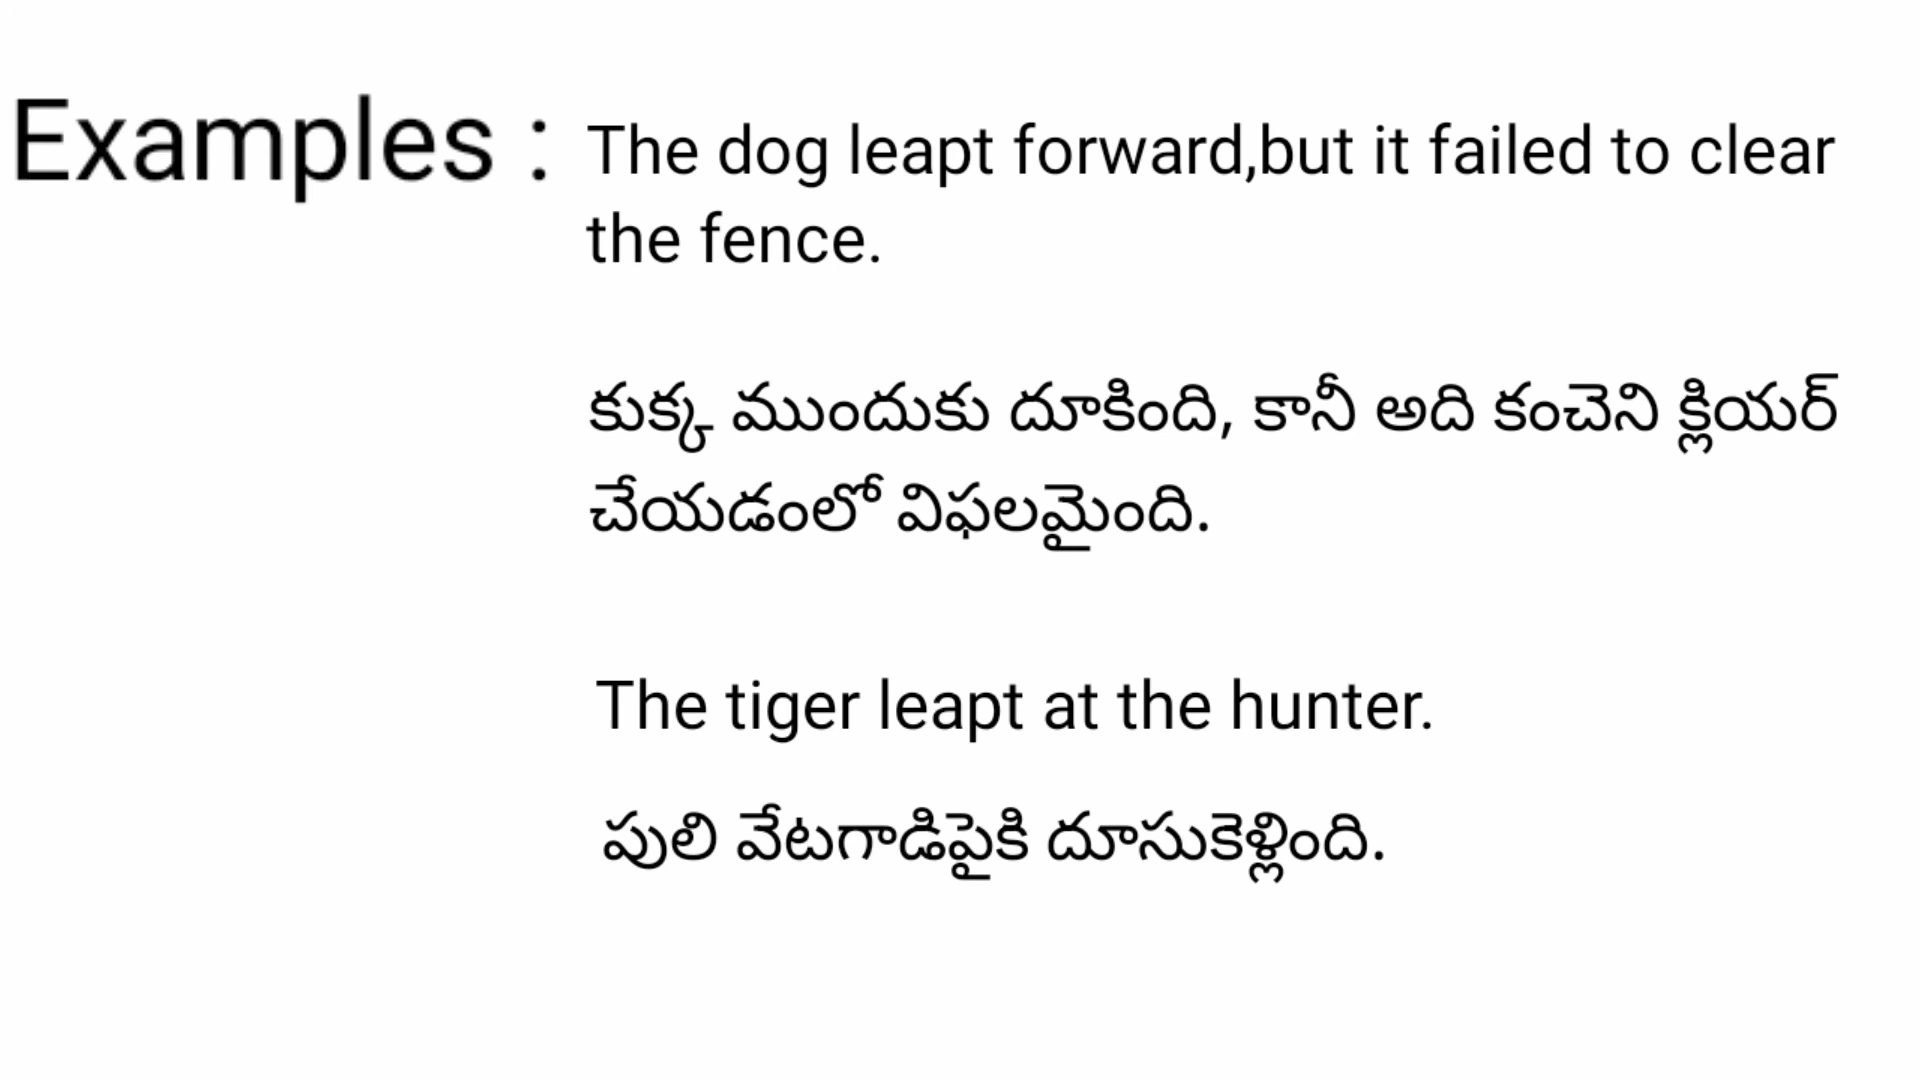 Examples : The dog leapt forward,but it failed to clear
the fence.
కుక్క ముందుకు దూకింది, కానీ అది కంచెని క్లియర్
చేయడంలో విఫలమైంది.
The tiger leapt at the hunter.
పులి వేటగాడిపైకి దూసుకెళ్లింది.